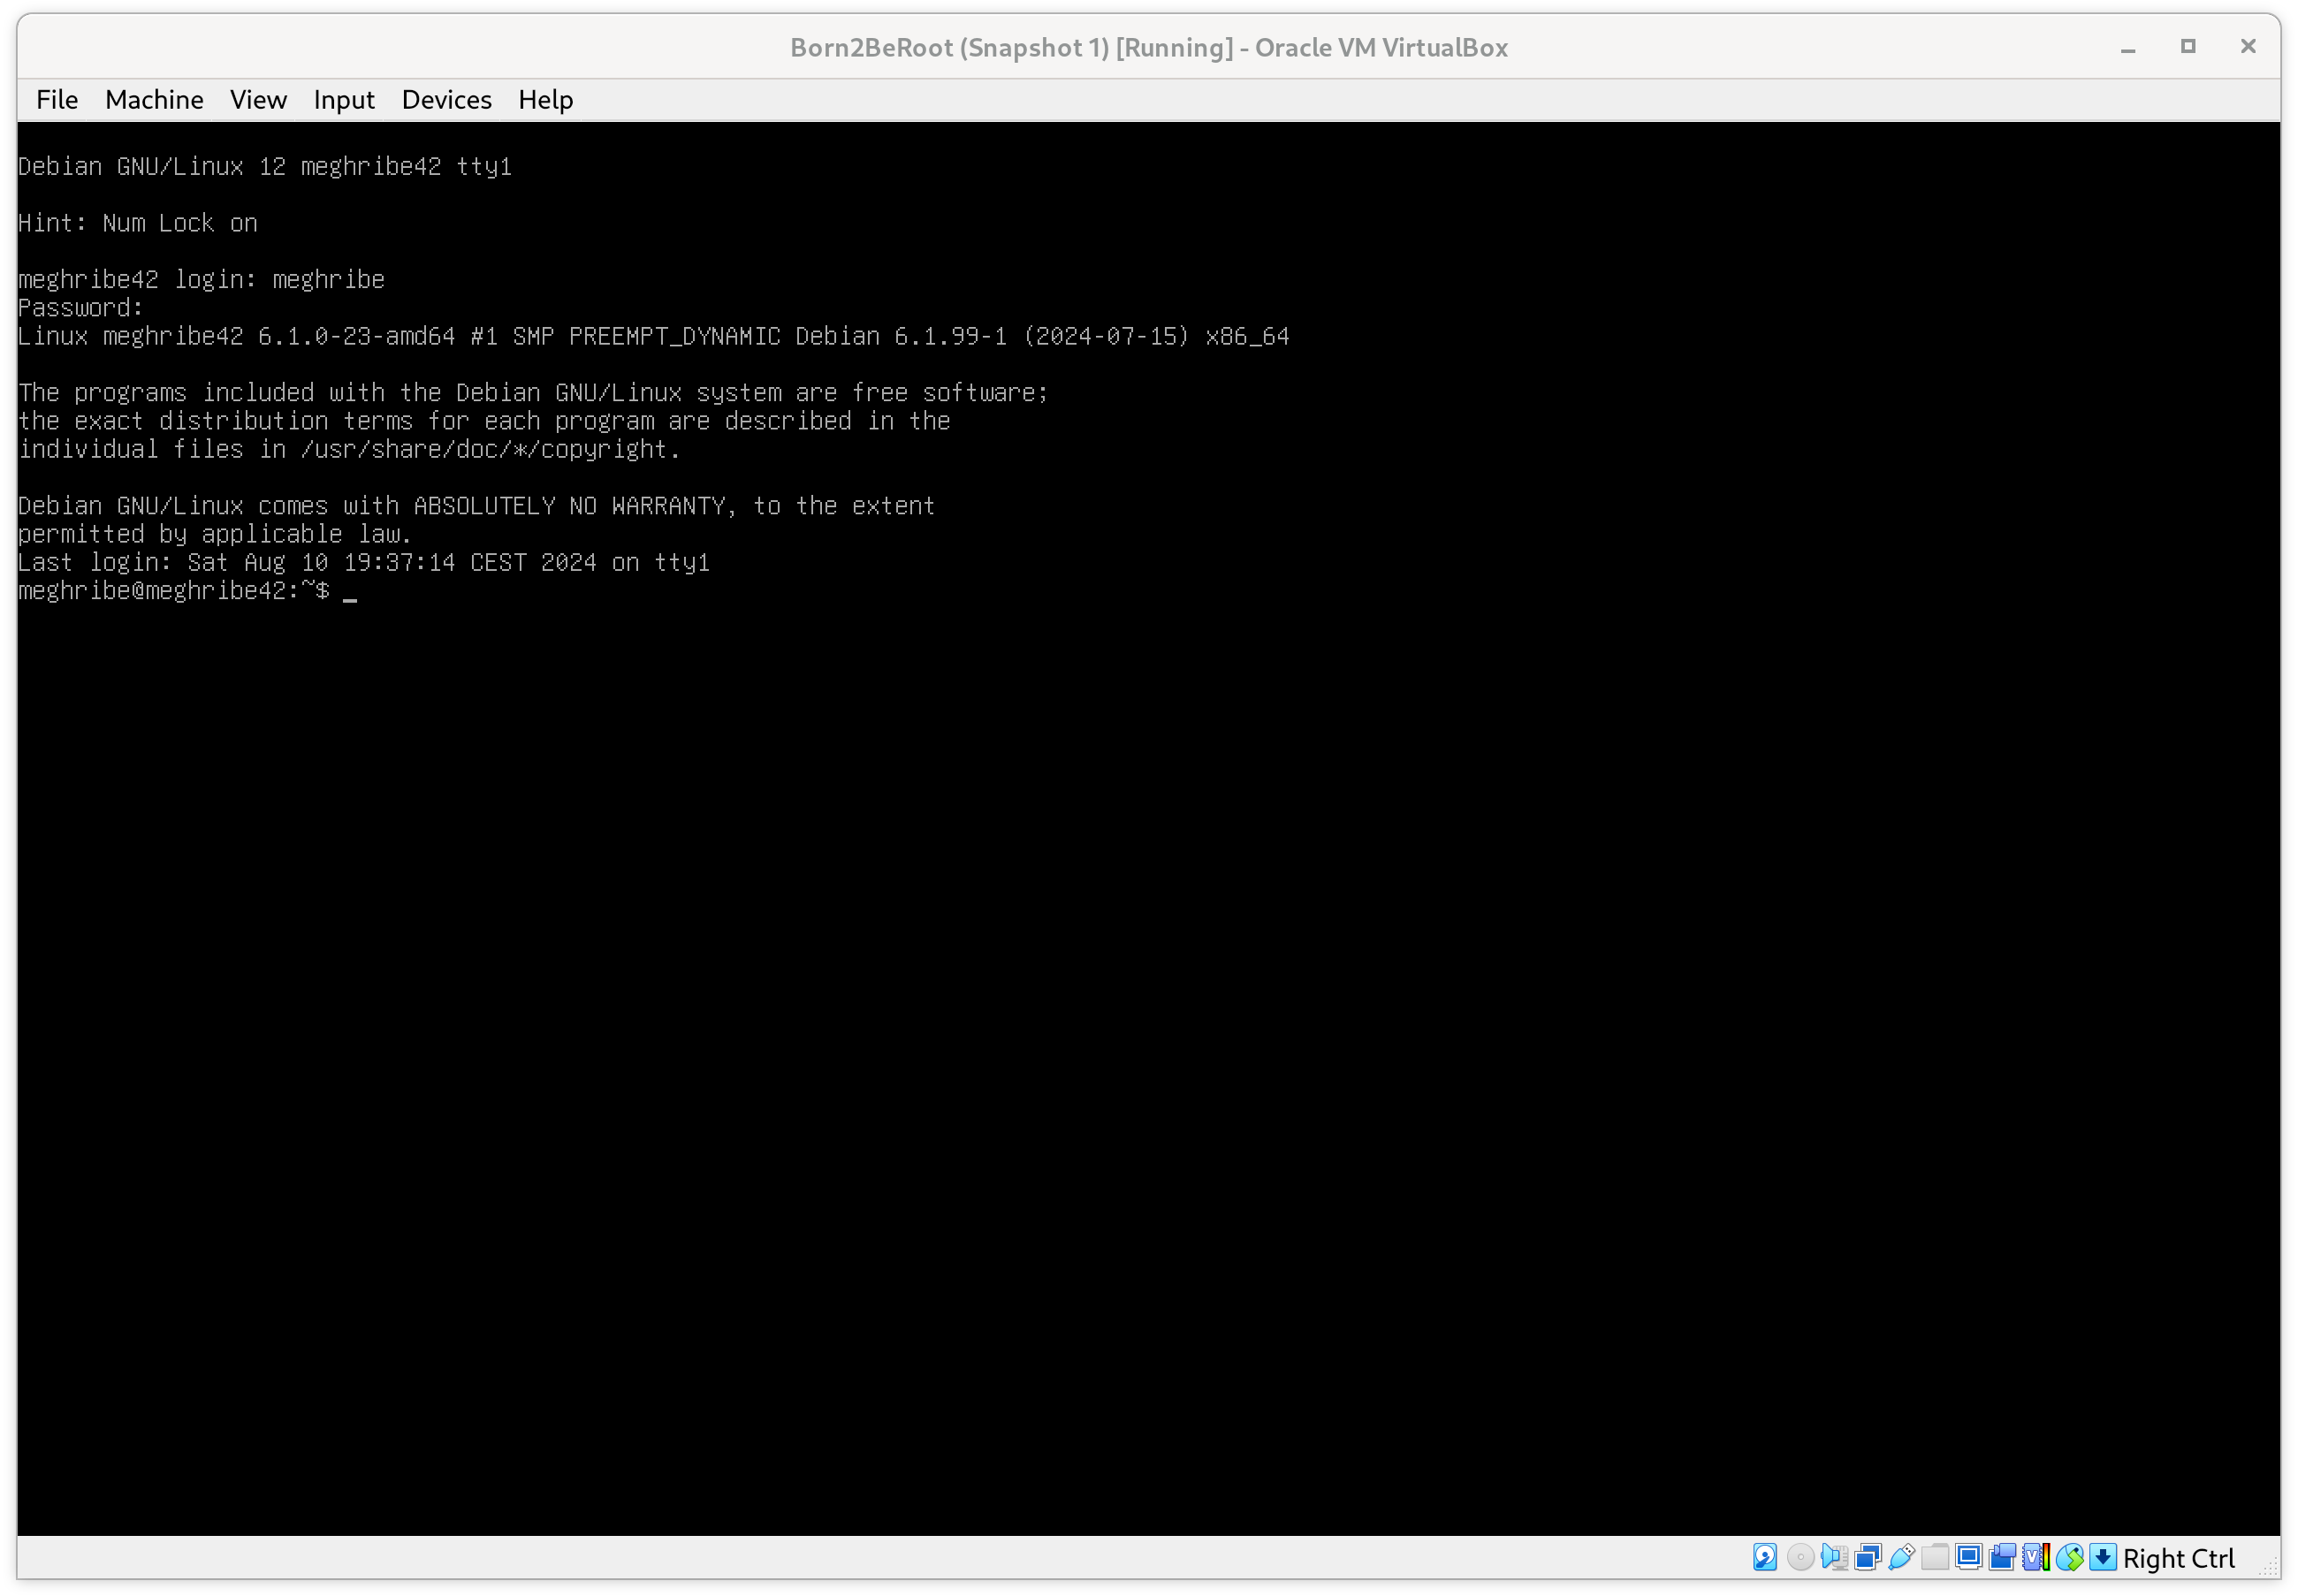 Born2BeRoot (Snapshot 1) [Running] - Oracle VM VirtualBox
File Machine View Input Devices Help
Debian GNU/Linux 12 meghribe42 tty1
Hint: Num Lock on
meghribe42 login: meghribe
Password:
Linux meghribe42 6.1.0-23-amd64 #1 SMP PREEMPT_DYNAMIC Debian 6.1.99-1 (2024-07-15) x86_64
The programs included with the Debian GNU/Linux system are free software;
the exact distribution terms for each program are described in the
individual files in /usr/share/doc/*/copyright.
Debian GNU/Linux comes with ABSOLUTELY NO WARRANTY, to the extent
permitted by applicable law.
Last login: Sat Aug 10 19:37:14 CEST 2024 on tty1
meghribe@meghribe42:~$ _
Right Ctrl